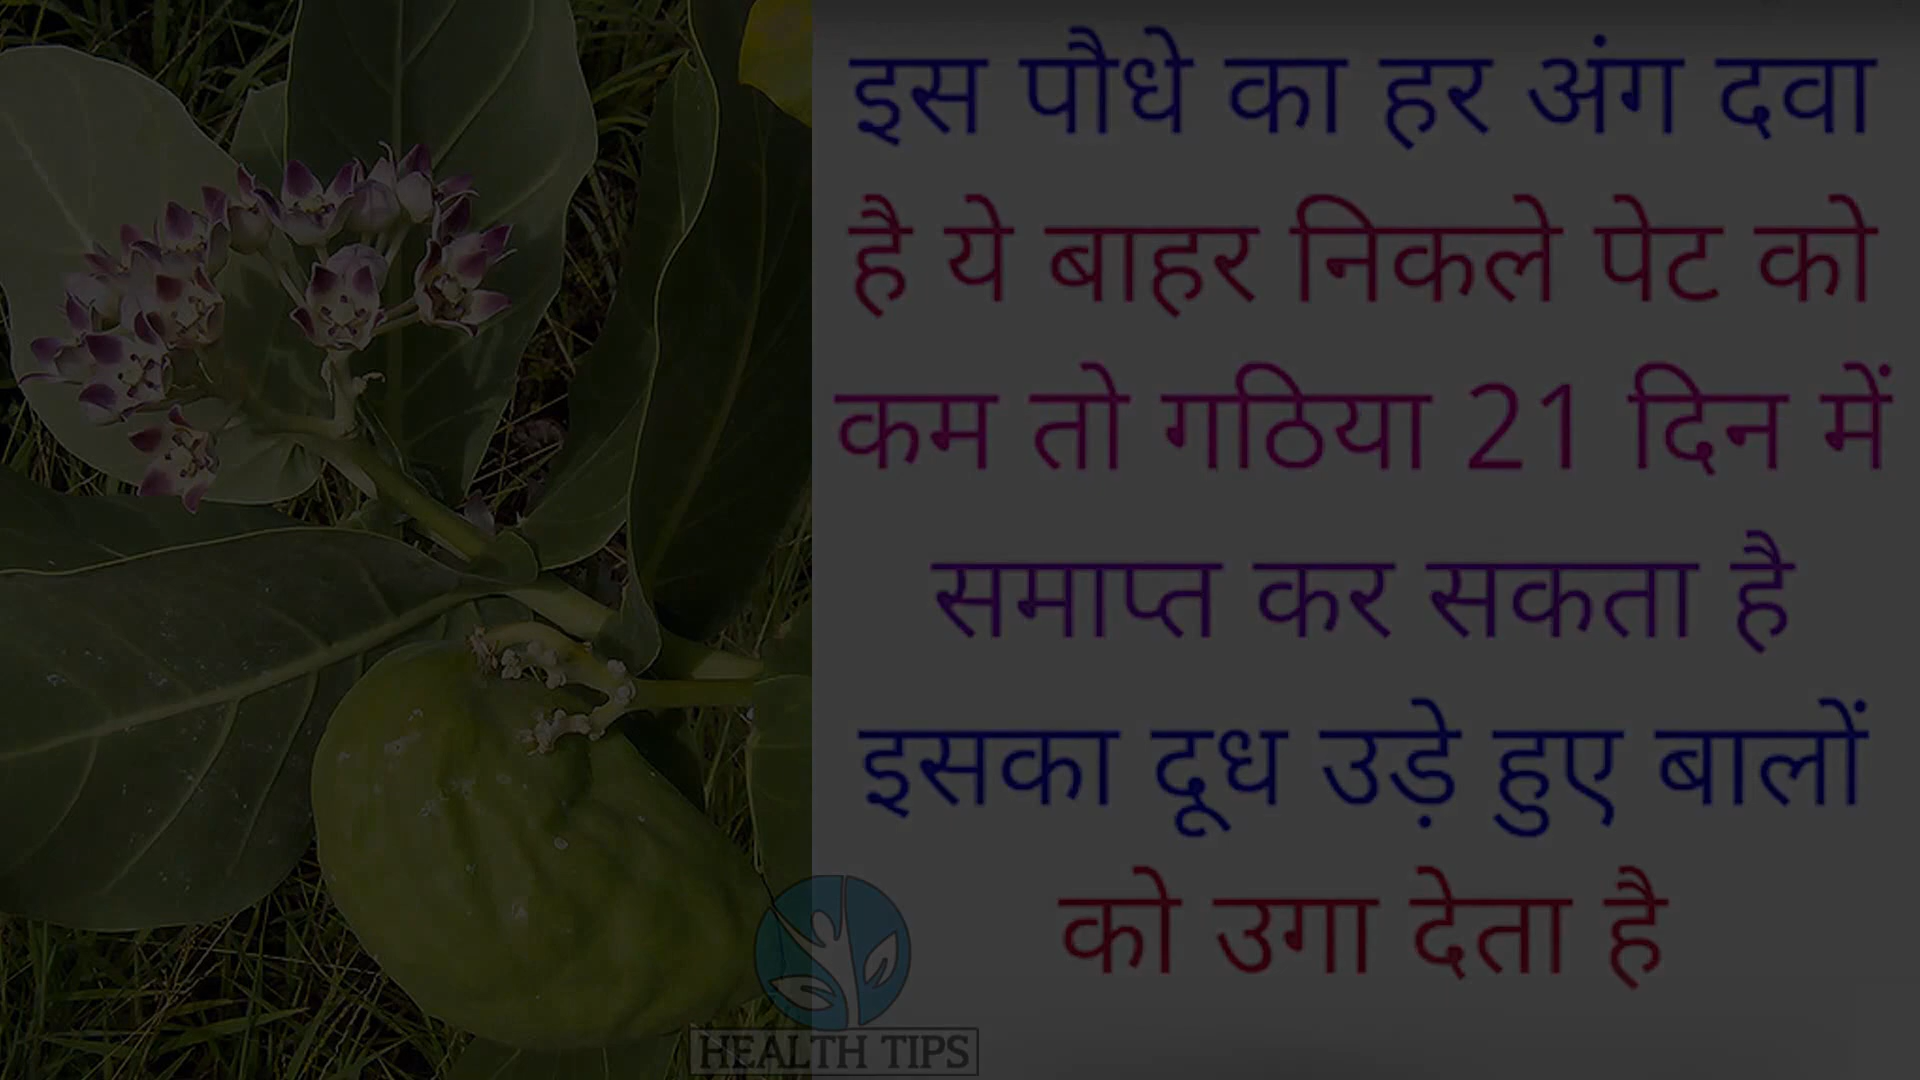 इस पौधे का हर अंग दवा
है ये बाहर निकले पेट को
कम तो गठिया 21 दिन में
समाप्त कर सकता है
इसका दूध उड़े हुए बालों
को उगा देता है
HEALTH TIPS